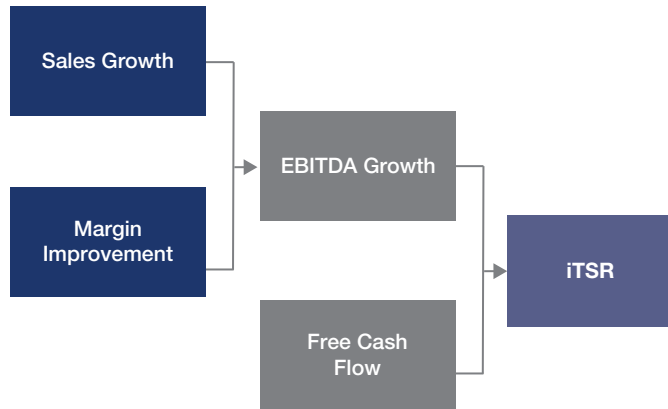 Sales Growth
Margin
Improvement
EBITDA Growth
Free Cash
Flow
iTSR